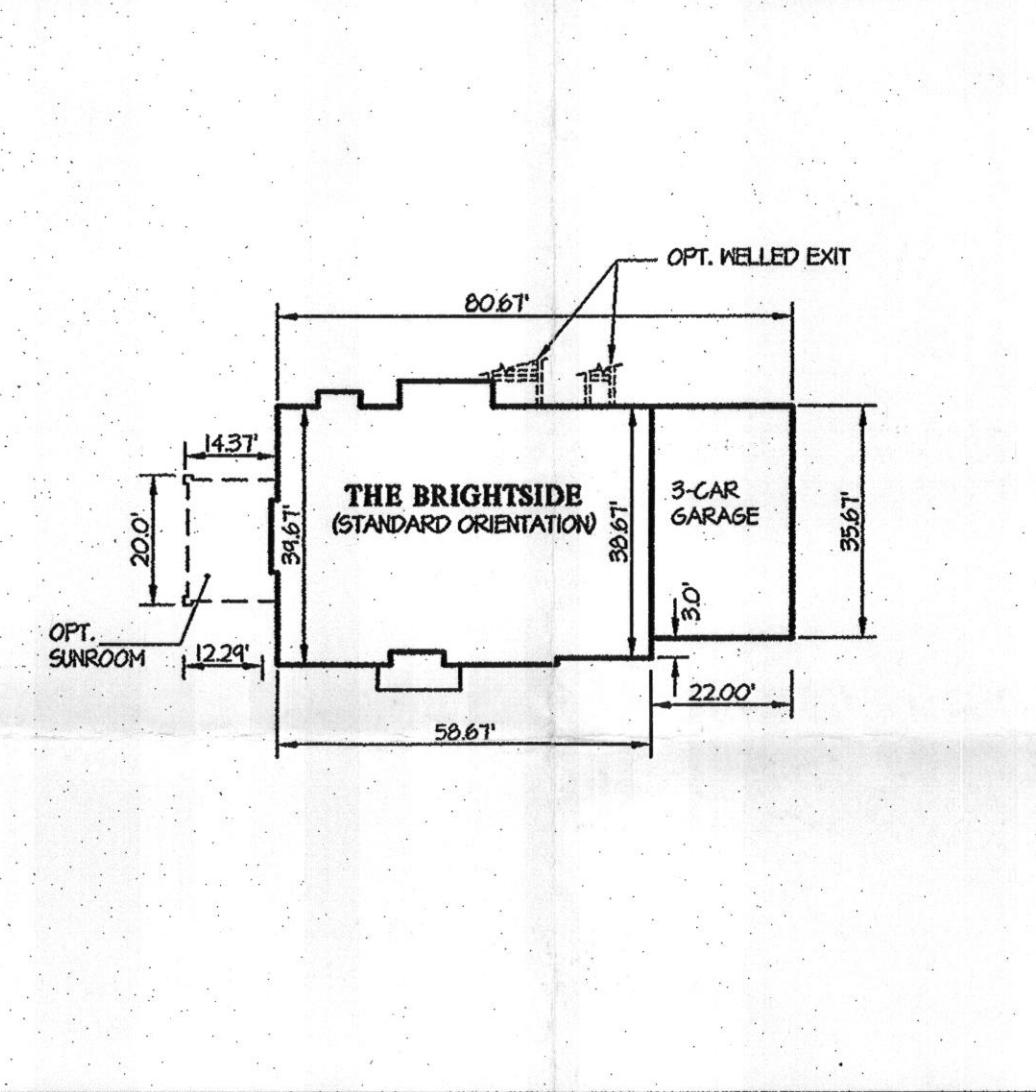 OPT. WELLED EXIT
80.67'
14.37'
THE BRIGHTSIDE
(STANDARD ORIENTATION)
3-CAR
GARAGE
20.0'
39.67'
38.67'
35.67'
3.0'
OPT.
SUNROOM
12.29'
22.00'
58.67'